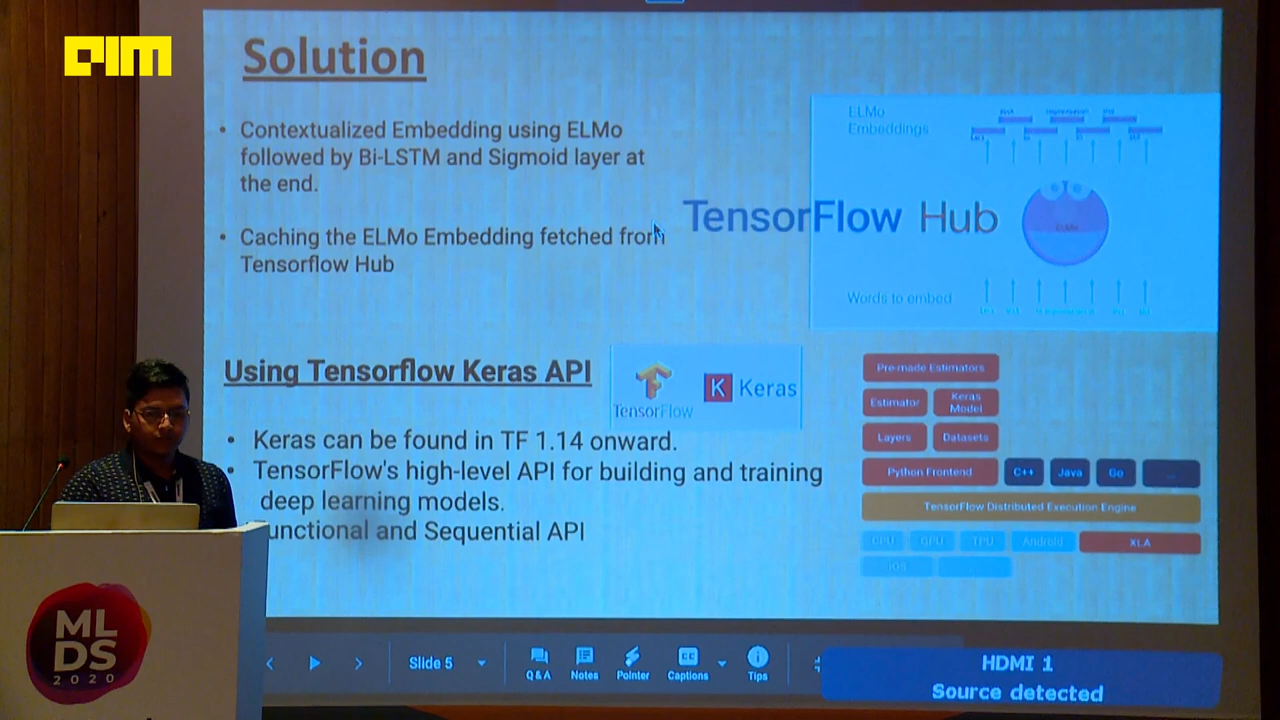 AIM
Solution
• Contextualized Embedding using ELMo
followed by Bi-LSTM and Sigmoid layer at
the end.
• Caching the ELMo Embedding fetched from
Tensorflow Hub
ELMo
Embeddings
TensorFlow Hub
Words to embed
Using Tensorflow Keras API
TensorFlow
K Keras
• Keras can be found in TF 1.14 onward.
• TensorFlow's high-level API for building and training
deep learning models.
unctional and Sequential API
Pre-made Estimators
Estimator
Keras
Model
Layers
Datasets
Python Frontend
C++
Java
Go
...
TensorFlow Distributed Execution Engine
CPU
GPU
TPU
Android
XLA
iOS
Slide 5
Q&A
Notes
Pointer
CC
Captions
Tips
HDMI 1
Source detected
ML
DS
2020